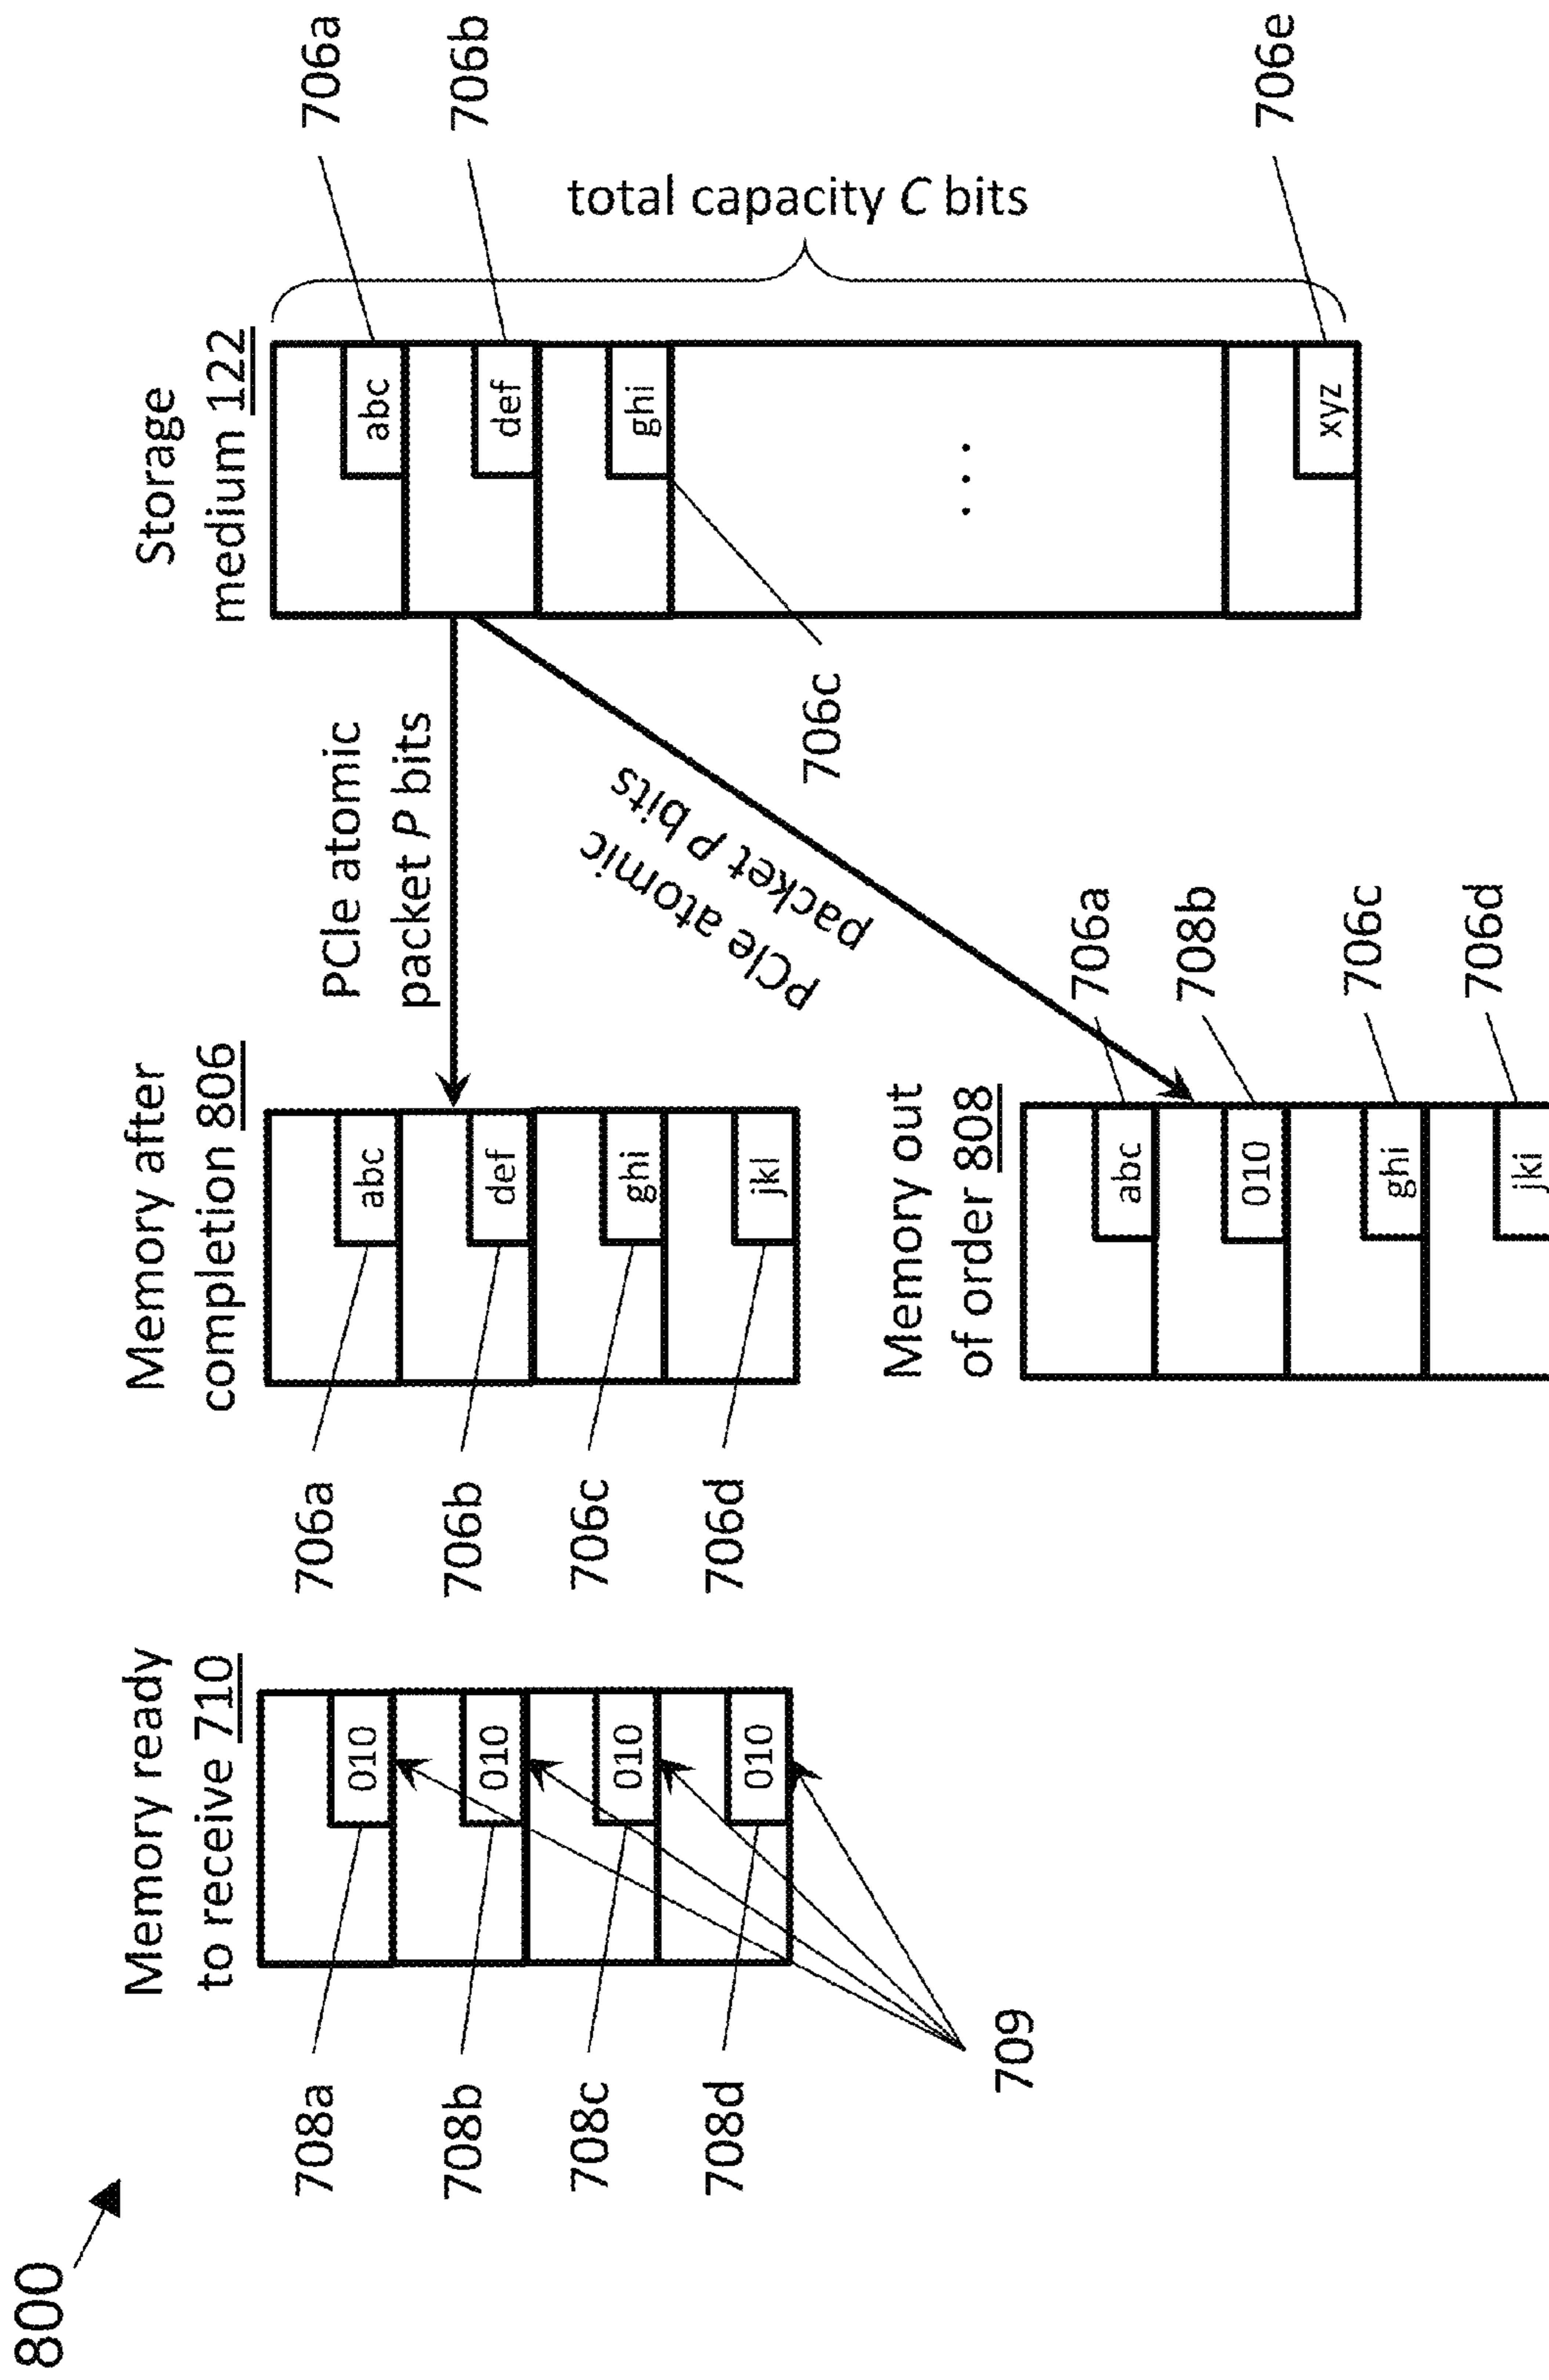 800
Memory ready
to receive 710
010
010
010
010
708a
708b
708c
708d
709
Memory after
completion 806
abc
def
ghi
jkl
706a
706b
706c
706d
PCIe atomic
packet P bits
PCIe atomic
packet P bits
Memory out
of order 808
abc
010
ghi
jki
706a
708b
706c
706d
Storage
medium 122
abc
def
ghi
...
xyz
706a
706b
706c
706e
total capacity C bits